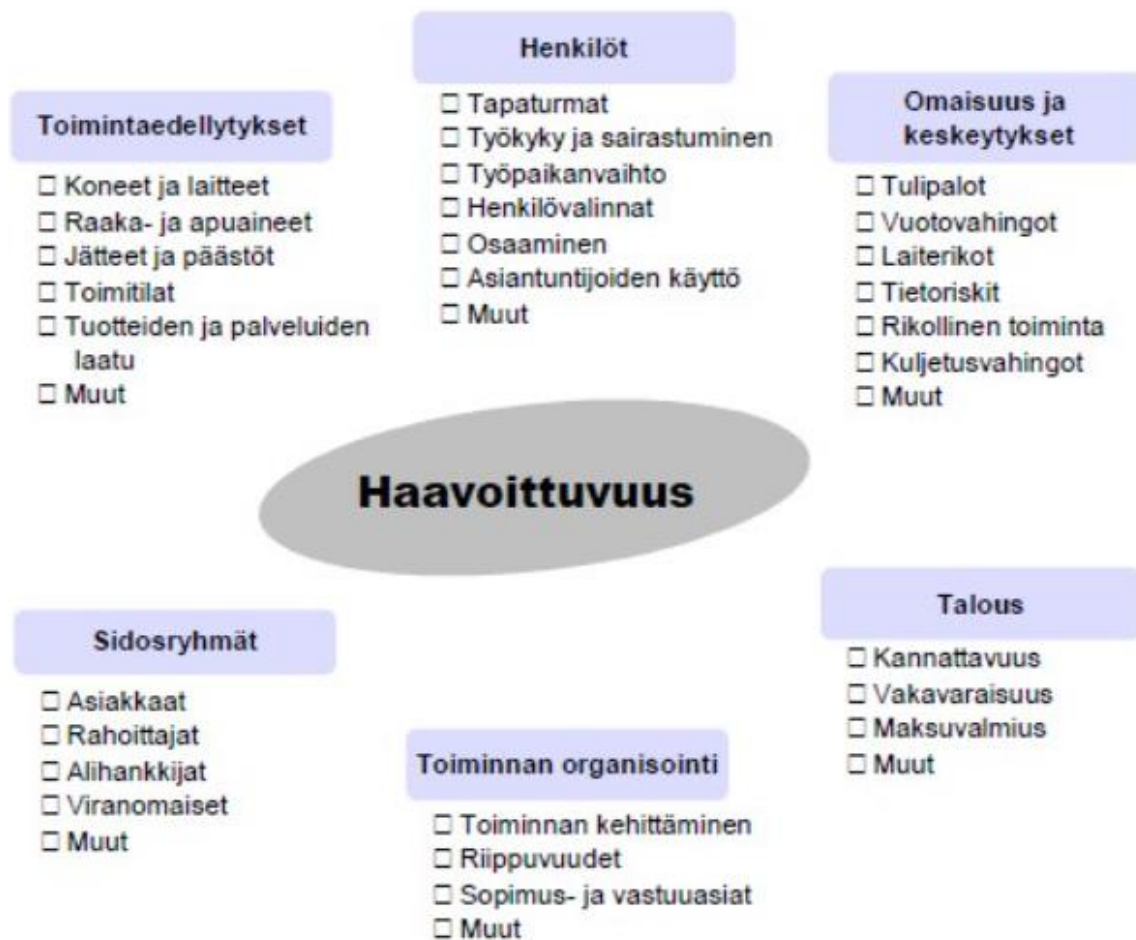 Henkilöt
☐ Tapaturmat
☐ Työkyky ja sairastuminen
☐ Työpaikanvaihto
☐ Henkilövalinnat
☐ Osaaminen
☐ Asiantuntijoiden käyttö
☐ Muut
Toimintaedellytykset
☐ Koneet ja laitteet
☐ Raaka- ja apuaineet
☐ Jätteet ja päästöt
☐ Toimitilat
☐ Tuotteiden ja palveluiden
laatu
☐ Muut
Omaisuus ja
keskeytykset
☐ Tulipalot
☐ Vuotovahingot
☐ Laiterikot
☐ Tietoriskit
☐ Rikollinen toiminta
☐ Kuljetusvahingot
☐ Muut
Haavoittuvuus
Sidosryhmät
☐ Asiakkaat
☐ Rahoittajat
☐ Alihankkijat
☐ Viranomaiset
☐ Muut
Toiminnan organisointi
☐ Toiminnan kehittäminen
☐ Riippuvuudet
☐ Sopimus- ja vastuuasiat
☐ Muut
Talous
☐ Kannattavuus
☐ Vakavaraisuus
☐ Maksuvalmius
☐ Muut